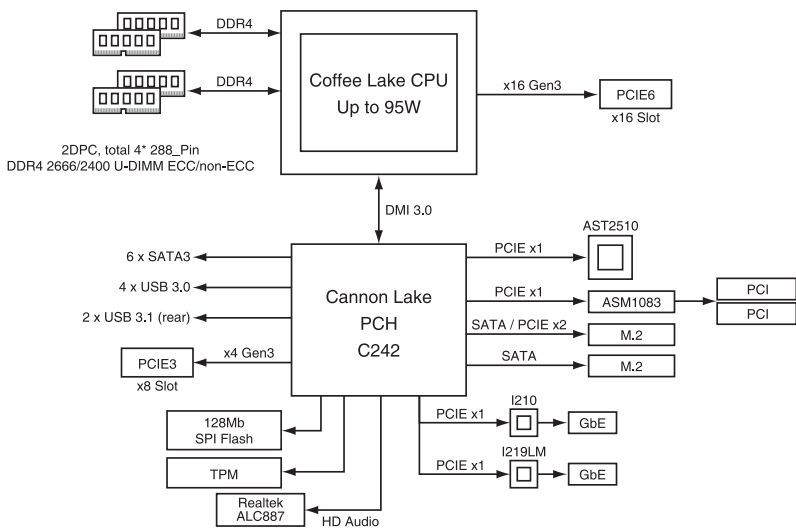 DDR4
DDR4
2DPC, total 4* 288_Pin
DDR4 2666/2400 U-DIMM ECC/non-ECC
Coffee Lake CPU
Up to 95W
x16 Gen3
PCIE6
x16 Slot
DMI 3.0
6 x SATA3
4 x USB 3.0
2 x USB 3.1 (rear)
x4 Gen3
PCIE3
x8 Slot
Cannon Lake
PCH
C242
PCIE x1
AST2510
PCIE x1
ASM1083
PCI
PCI
SATA / PCIE x2
M.2
SATA
M.2
PCIE x1
I210
GbE
PCIE x1
I219LM
GbE
128Mb
SPI Flash
TPM
Realtek
ALC887
HD Audio